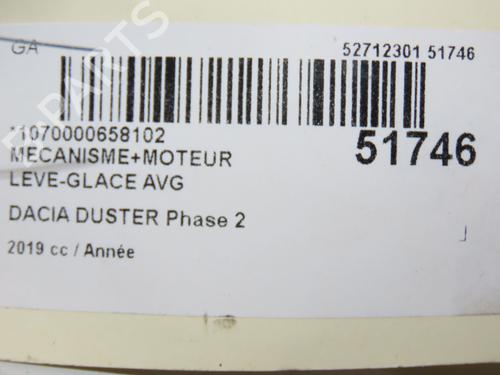 GA
52712301 51746
*1070000658102
51746
MECANISME+MOTEUR
LEVE-GLACE AVG
DACIA DUSTER Phase 2
2019 cc / Année